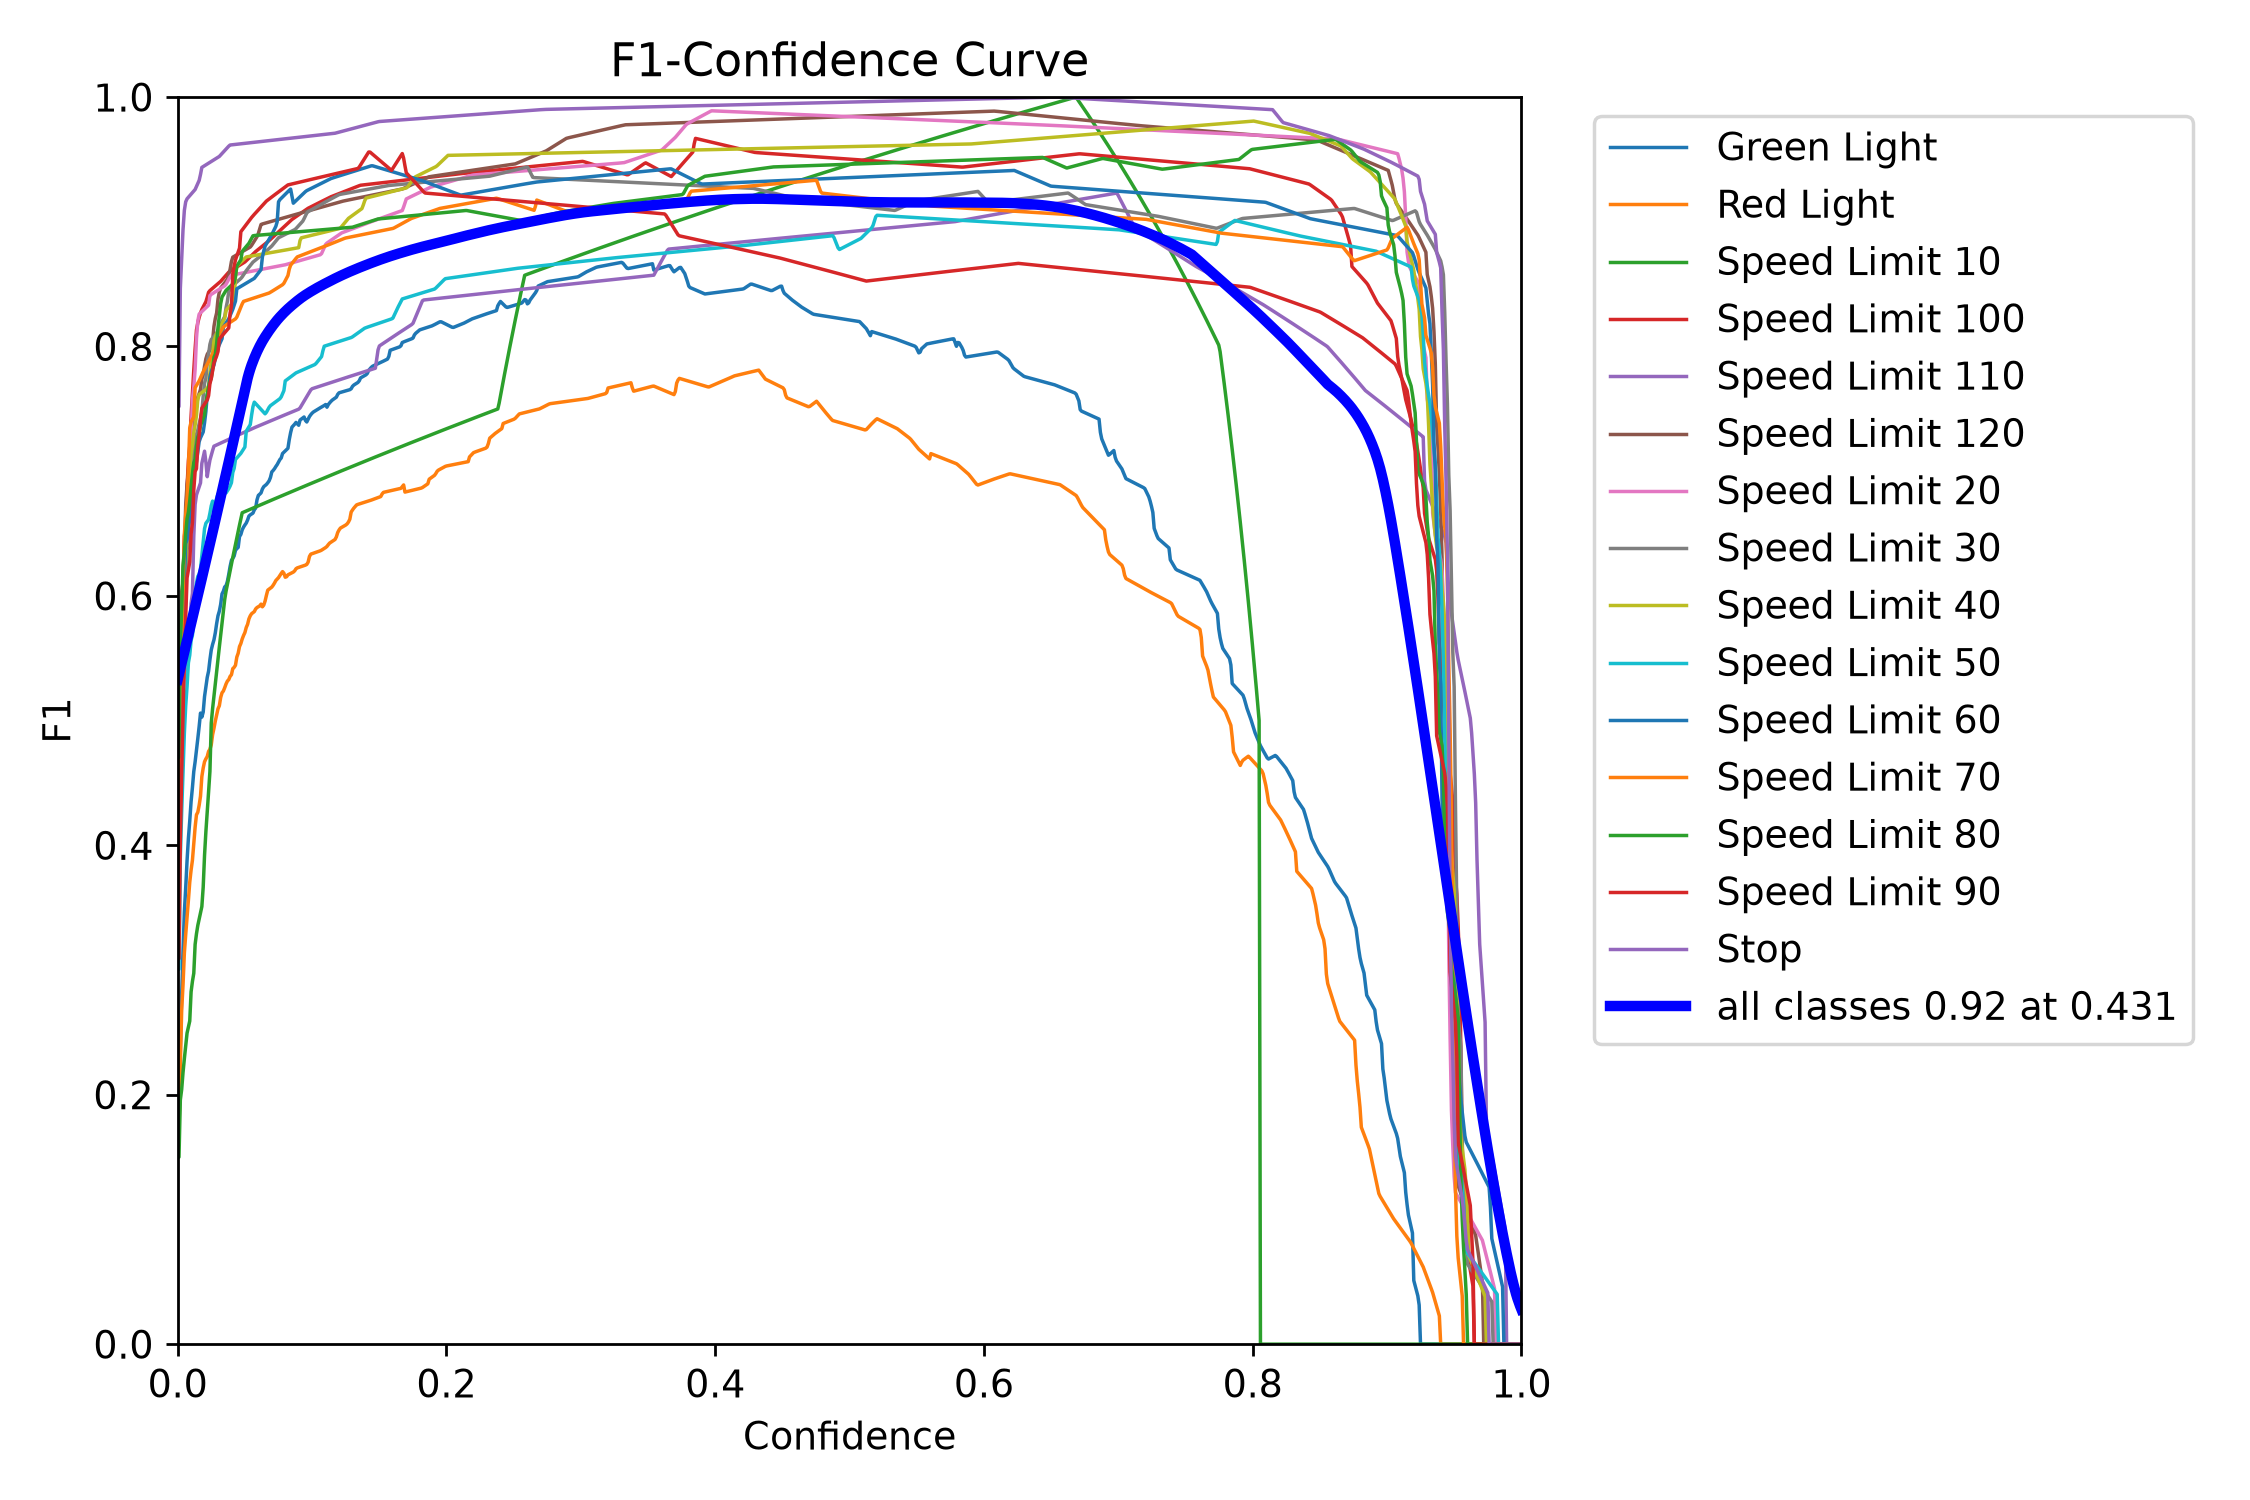 F1-Confidence Curve
1.0
0.8
0.6
0.4
0.2
0.0
F1
0.0 0.2 0.4 0.6 0.8 1.0
Confidence
Green Light
Red Light
Speed Limit 10
Speed Limit 100
Speed Limit 110
Speed Limit 120
Speed Limit 20
Speed Limit 30
Speed Limit 40
Speed Limit 50
Speed Limit 60
Speed Limit 70
Speed Limit 80
Speed Limit 90
Stop
all classes 0.92 at 0.431